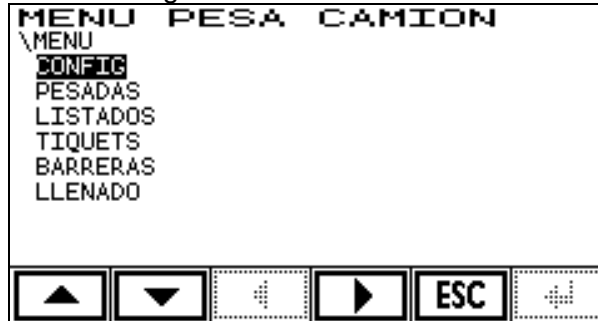 MENU PESA CAMION
\MENU
CONFIG
PESADAS
LISTADOS
TIQUETS
BARRERAS
LLENADO
ESC